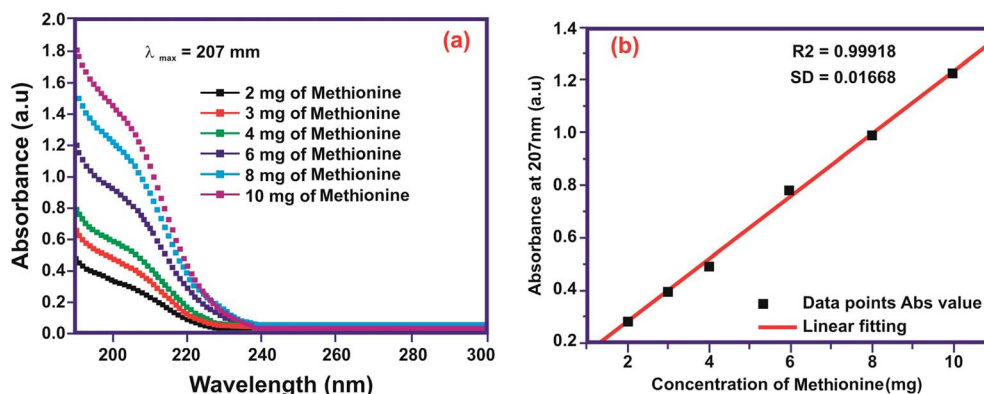 (a)
λ max = 207 mm
2 mg of Methionine
3 mg of Methionine
4 mg of Methionine
6 mg of Methionine
8 mg of Methionine
10 mg of Methionine
Absorbance (a.u)
2.0
1.8
1.6
1.4
1.2
1.0
0.8
0.6
0.4
0.2
0.0
200
220
240
260
280
300
Wavelength (nm)
(b)
R2 = 0.99918
SD = 0.01668
Absorbance at 207nm (a.u)
1.4
1.2
1.0
0.8
0.6
0.4
0.2
Data points Abs value
Linear fitting
2
4
6
8
10
Concentration of Methionine(mg)